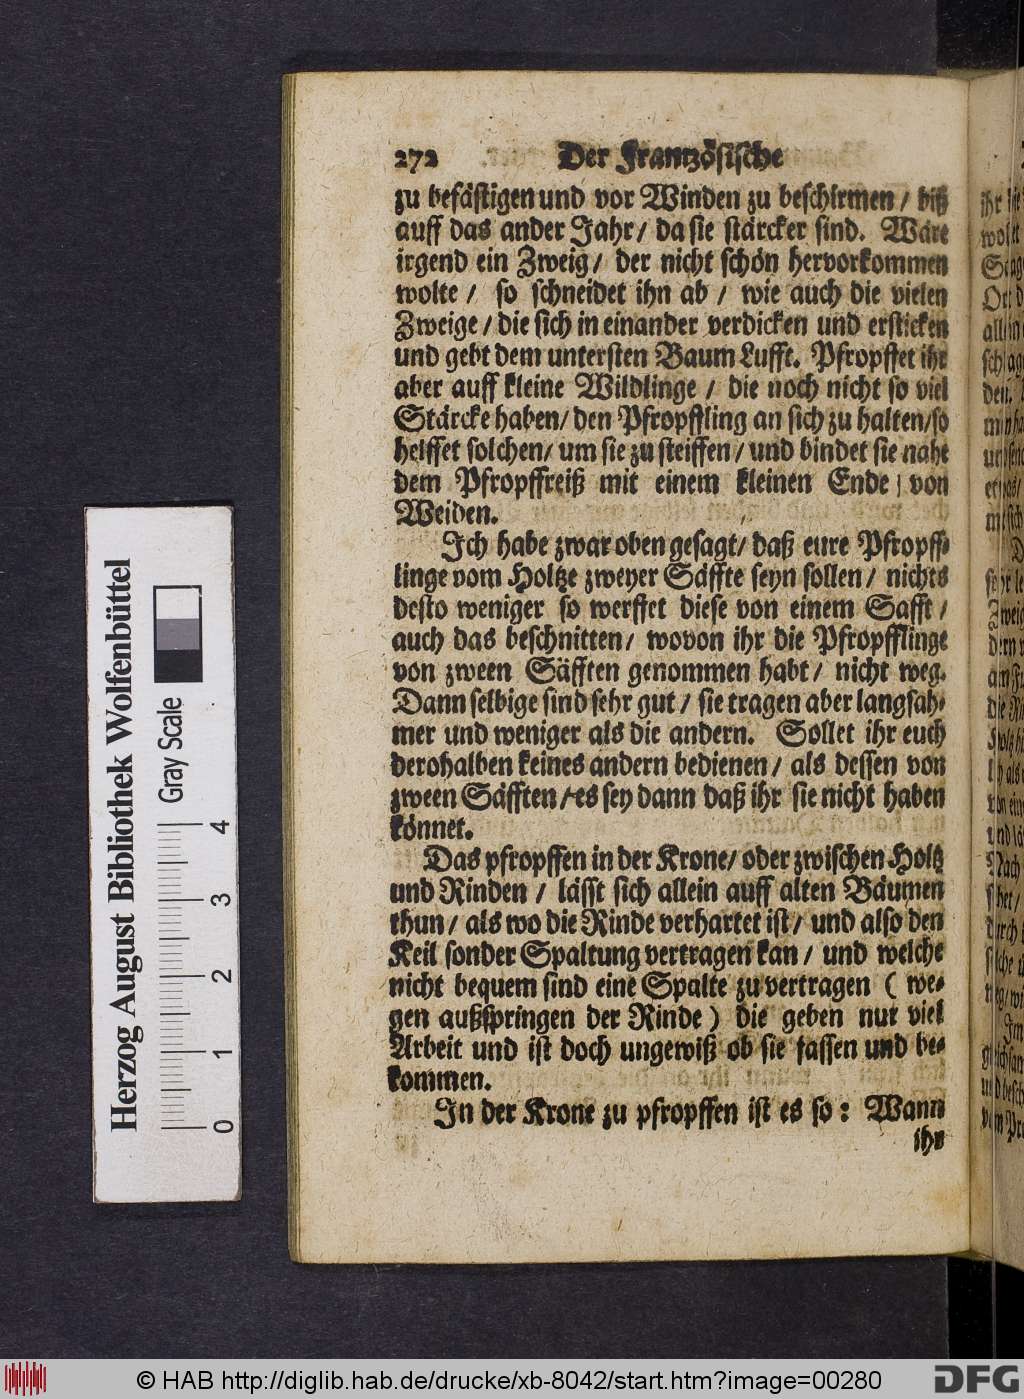 272 Der Frantzösische
zu befästigen und vor Winden zu beschirmen / biß
auff das ander Jahr / da sie stärcker sind. Wäre
irgend ein Zweig / der nicht schön hervorkommen
wolte / so schneidet ihn ab / wie auch die vielen
Zweige / die sich in einander verdicken und ersticken
und gebt dem untersten Baum Lufft. Pfropffet ihr
aber auff kleine Wildlinge / die noch nicht so viel
Stärcke haben / den Pfropffling an sich zu halten / so
helffet solchen / um sie zu steiffen / und bindet sie nahe
dem Pfropffreiß mit einem kleinen Ende von
Weiden.
Ich habe zwar oben gesagt / daß eure Pfropff-
linge vom Holtze zweyer Säffte seyn sollen / nichts
desto weniger so werffet diese von einem Safft /
auch das beschnitten / wovon ihr die Pfropfflinge
von zween Säfften genommen habt / nicht weg.
Dann selbige sind sehr gut / sie tragen aber langsah-
mer und weniger als die andern. Sollet ihr euch
derohalben keines andern bedienen / als dessen von
zween Säfften / es sey dann daß ihr sie nicht haben
könnet.
Das pfropffen in der Krone / oder zwischen Holtz
und Rinden / lässt sich allein auff alten Bäumen
thun / als wo die Rinde verhartet ist / und also den
Keil sonder Spaltung vertragen kan / und welche
nicht bequem sind eine Spalte zu vertragen ( we-
gen außspringen der Rinde ) die geben nur viel
Arbeit und ist doch ungewiß ob sie fassen und be-
kommen.
In der Krone zu pfropffen ist es so : Wann
ihr
Herzog August Bibliothek Wolfenbüttel
Gray Scale
0 1 2 3 4
© HAB http://diglib.hab.de/drucke/xb-8042/start.htm?image=00280
DFG